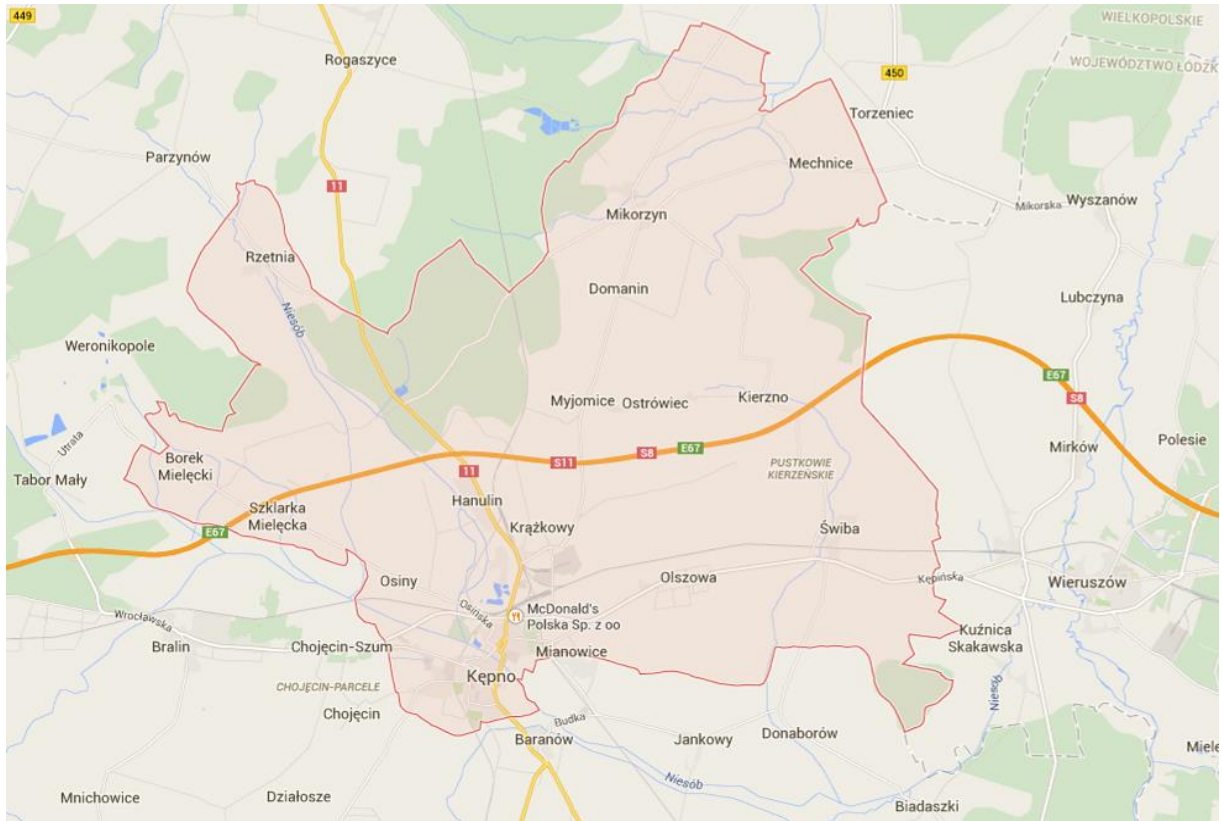 449
WIELKOPOLSKIE
WOJEWÓDZTWO ŁÓDZK
Rogaszyce
450
Torzeniec
Parzynów
Mechnice
11
Mikorska
Wyszanów
Mikorzyn
Rzetnia
Domanin
Lubczyna
Niesób
Weronikopole
E67
S8
Myjomice
Ostrówiec
Kierzno
Utrata
Borek
Mielęcki
S11
S8
E67
11
PUSTKOWIE
KIERZEŃSKIE
Mirków
Polesie
Tabor Mały
Hanulin
Szklarka
Mielęcka
E67
Krążkowy
Świba
Osiny
Olszowa
Kępińska
Wieruszów
Osińska
McDonald's
Polska Sp. z oo
Wrocławska
Bralin
Chojęcin-Szum
Mianowice
Kuźnica
Skakawska
Kępno
CHOJĘCIN-PARCELE
Niesób
Chojęcin
Budka
Baranów
Jankowy
Donaborów
Miele
Niesób
Mnichowice
Działosze
Biadaszki